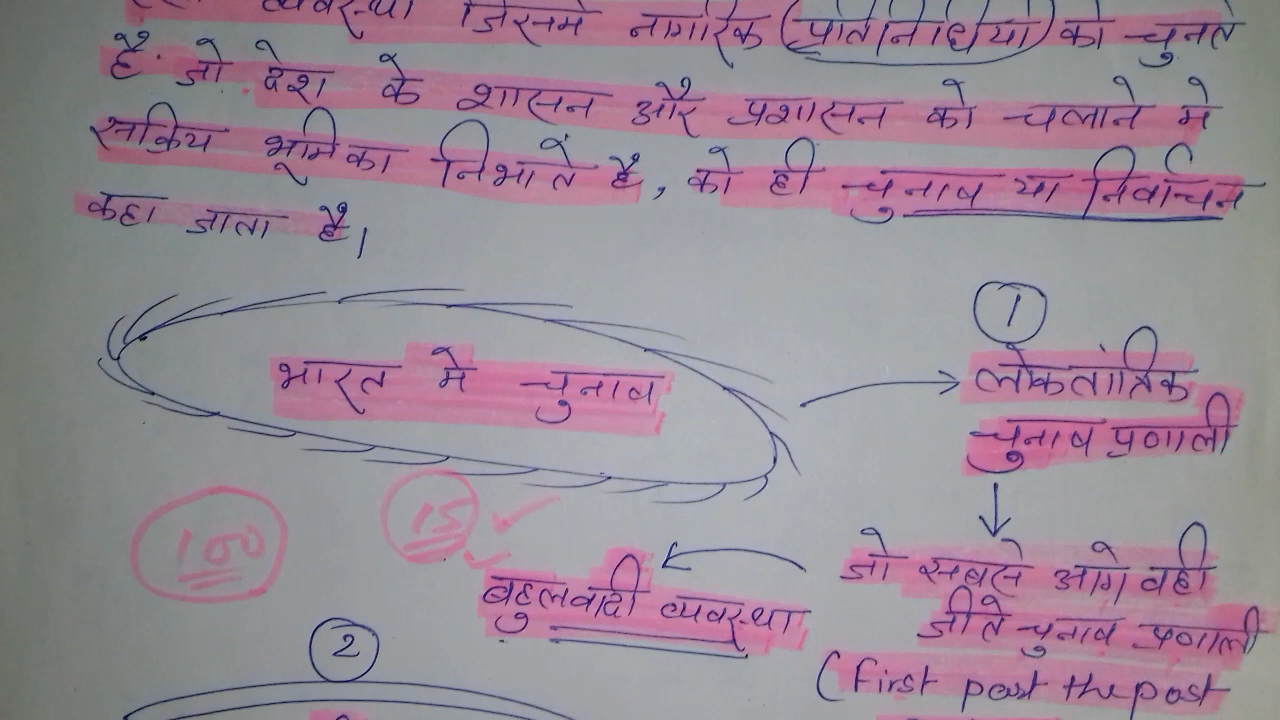 व्यवस्था जिसमे नागरिक (प्रतिनिधियो) को चुनते
है. जो देश के शासन और प्रशासन को चलाने मे
सक्रिय भूमिका निभाते है, को ही चुनाव या निर्वाचन
कहा जाता है।
भारत मे चुनाव
1
लोकतांत्रिक
चुनाव प्रणाली
जो सबसे आगे वही
जीते चुनाव प्रणाली
(First past the past
बहुलवादी व्यवस्था
100
15
2